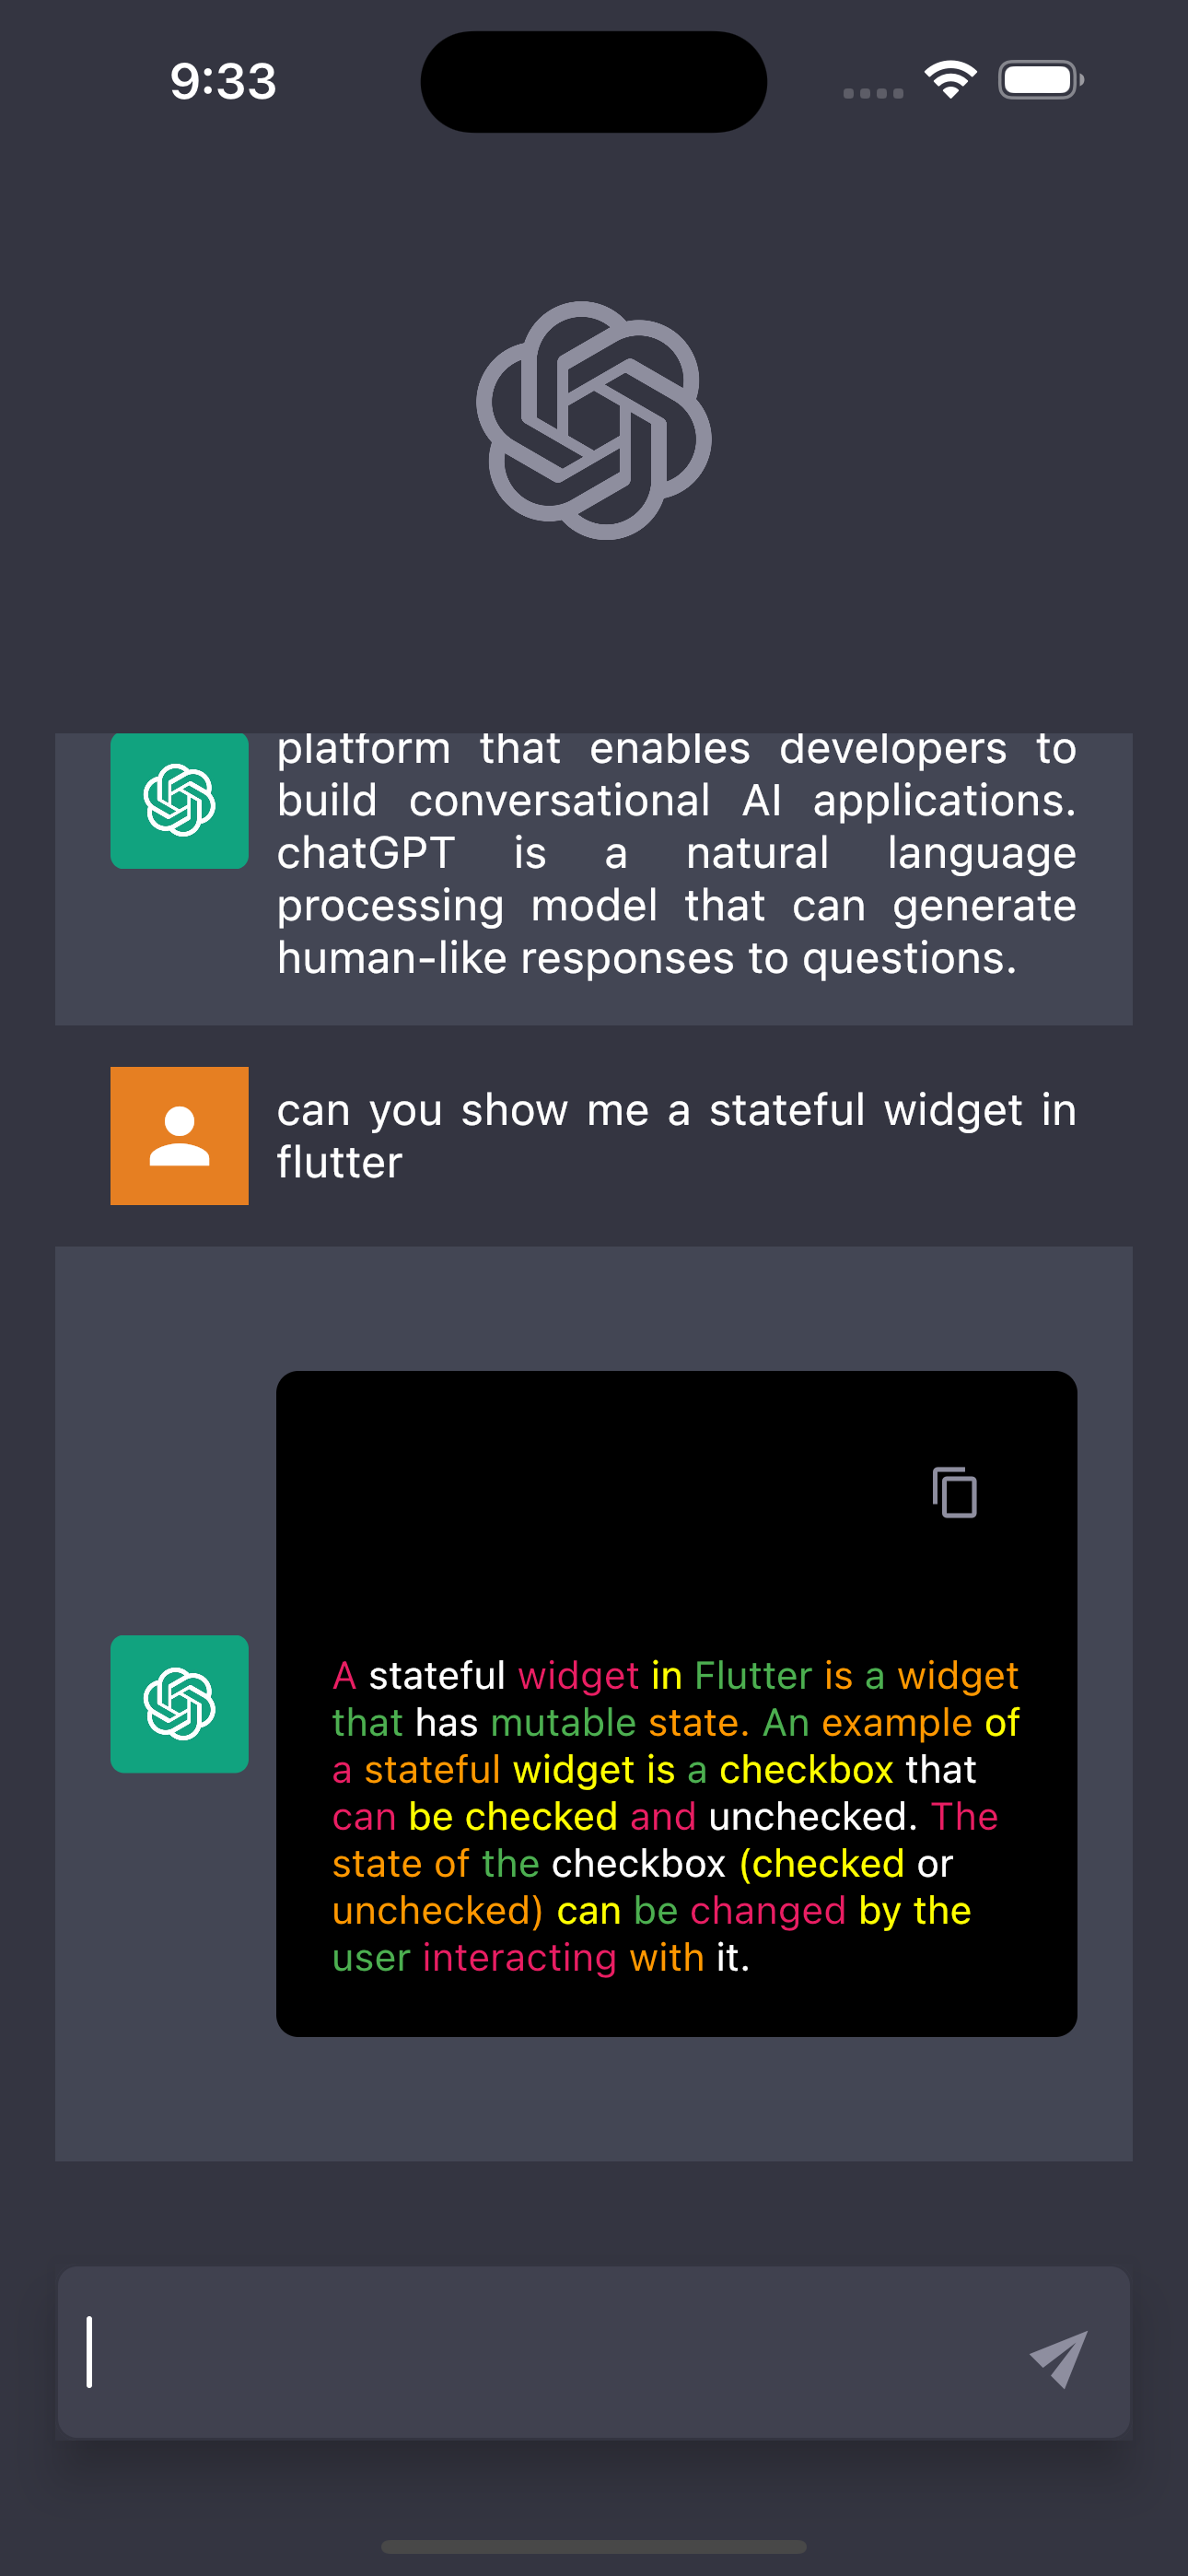 9:33
platform that enables developers to
build conversational AI applications.
chatGPT is a natural language
processing model that can generate
human-like responses to questions.
can you show me a stateful widget in
flutter
A stateful widget in Flutter is a widget
that has mutable state. An example of
a stateful widget is a checkbox that
can be checked and unchecked. The
state of the checkbox (checked or
unchecked) can be changed by the
user interacting with it.